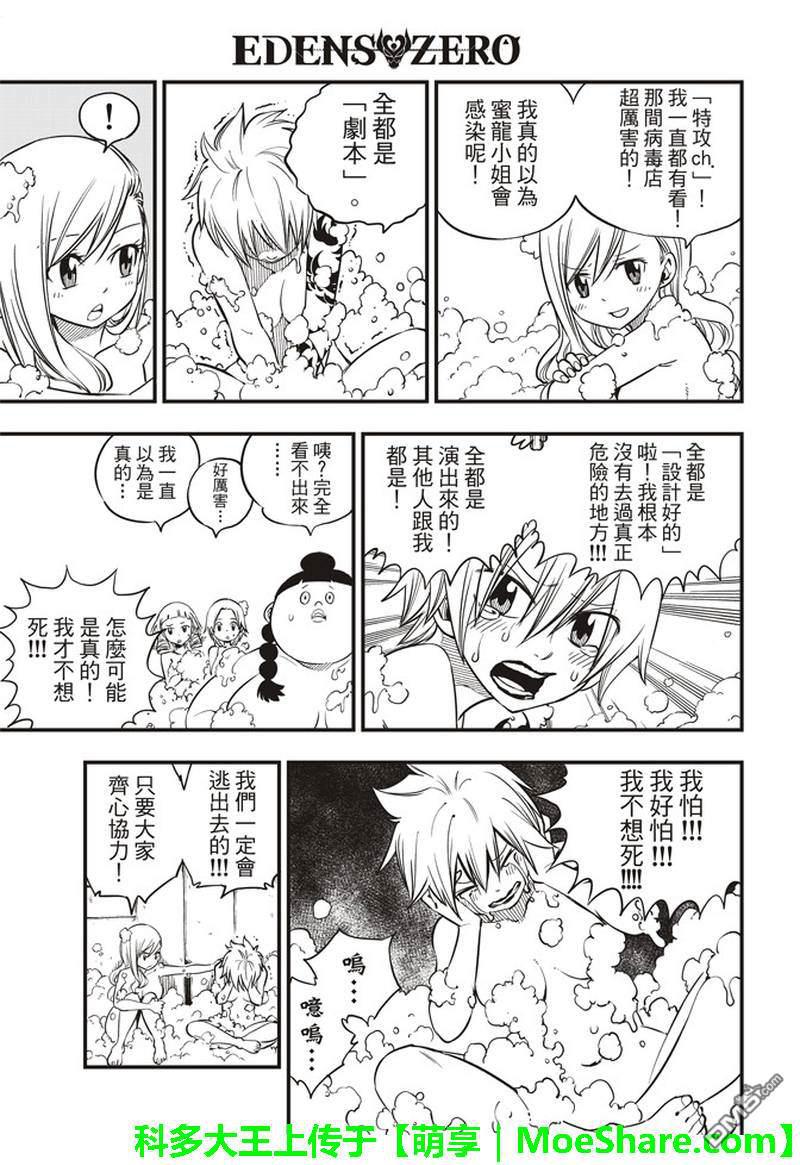 EDENS ZERO
「特攻ch.」！
我一直都有看！
那間病毒店
超厲害的！
我真的以為
蜜龍小姐會
感染呢！
全都是
「劇本」。
！
全都是
「設計好的」
啦！我根本
沒有去過真正
危險的地方!!!
全都是
演出來的！
其他人跟我
都是！
咦？完全
看不出來
……
好厲害…
我一直
以為是
真的…
怎麼可能
是真的！
我才不想
死!!!
我怕!!!
我好怕!!!
我不想死!!!!
嗚…
噫嗚…
我們一定會
逃出去的!!!
只要大家
齊心協力！
DM5.COM
科多大王上传于【萌享|MoeShare.com】